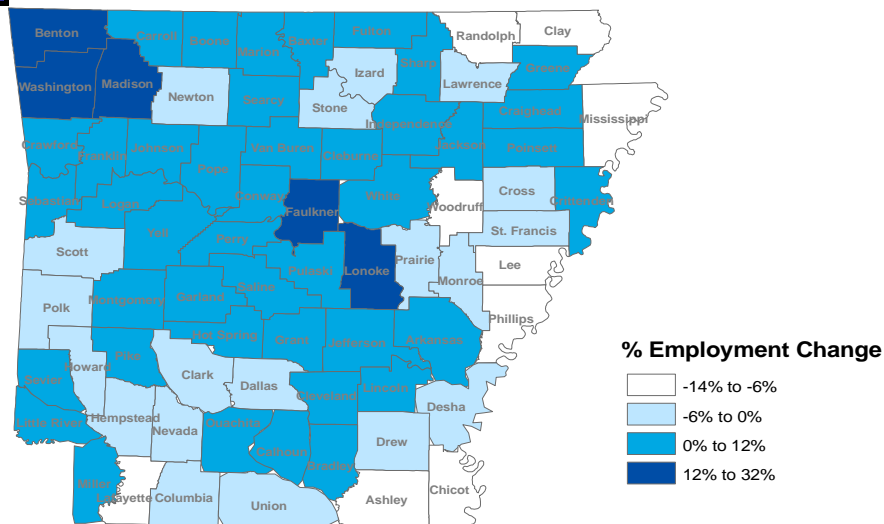 Benton
Carroll
Boone
Marion
Baxter
Fulton
Randolph
Clay
Washington
Madison
Newton
Searcy
Stone
Izard
Sharp
Lawrence
Greene
Craighead
Mississippi
Crawford
Franklin
Johnson
Pope
Van Buren
Cleburne
Independence
Jackson
Poinsett
Sebastian
Logan
Conway
Faulkner
White
Woodruff
Cross
Crittenden
St. Francis
Scott
Yell
Perry
Pulaski
Lonoke
Prairie
Monroe
Lee
Phillips
Polk
Montgomery
Garland
Saline
Hot Spring
Grant
Jefferson
Arkansas
Howard
Pike
Clark
Dallas
Cleveland
Lincoln
Desha
Sevier
Little River
Hempstead
Nevada
Ouachita
Calhoun
Bradley
Drew
Miller
Lafayette
Columbia
Union
Ashley
Chicot
% Employment Change
-14% to -6%
-6% to 0%
0% to 12%
12% to 32%